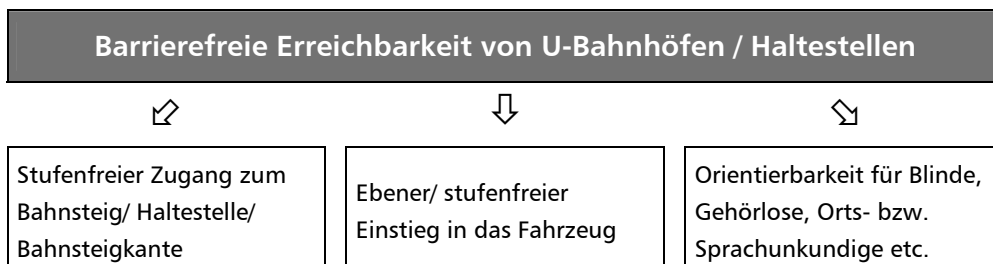 Barrierefreie Erreichbarkeit von U-Bahnhöfen / Haltestellen
Stufenfreier Zugang zum
Bahnsteig/ Haltestelle/
Bahnsteigkante
Ebener/ stufenfreier
Einstieg in das Fahrzeug
Orientierbarkeit für Blinde,
Gehörlose, Orts- bzw.
Sprachunkundige etc.